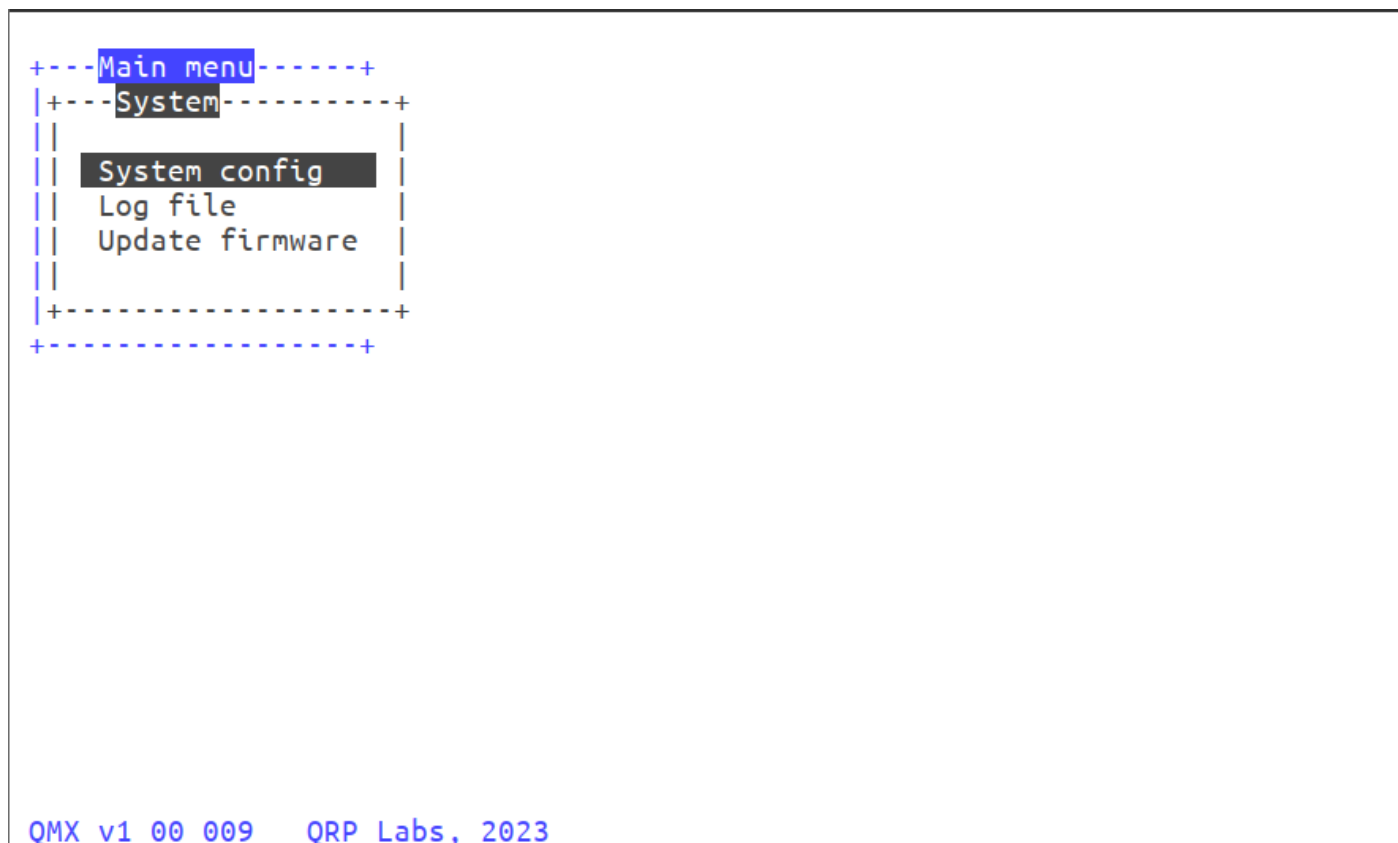 Main menu
System
System config
Log file
Update firmware
QMX v1 00 009 QRP Labs, 2023